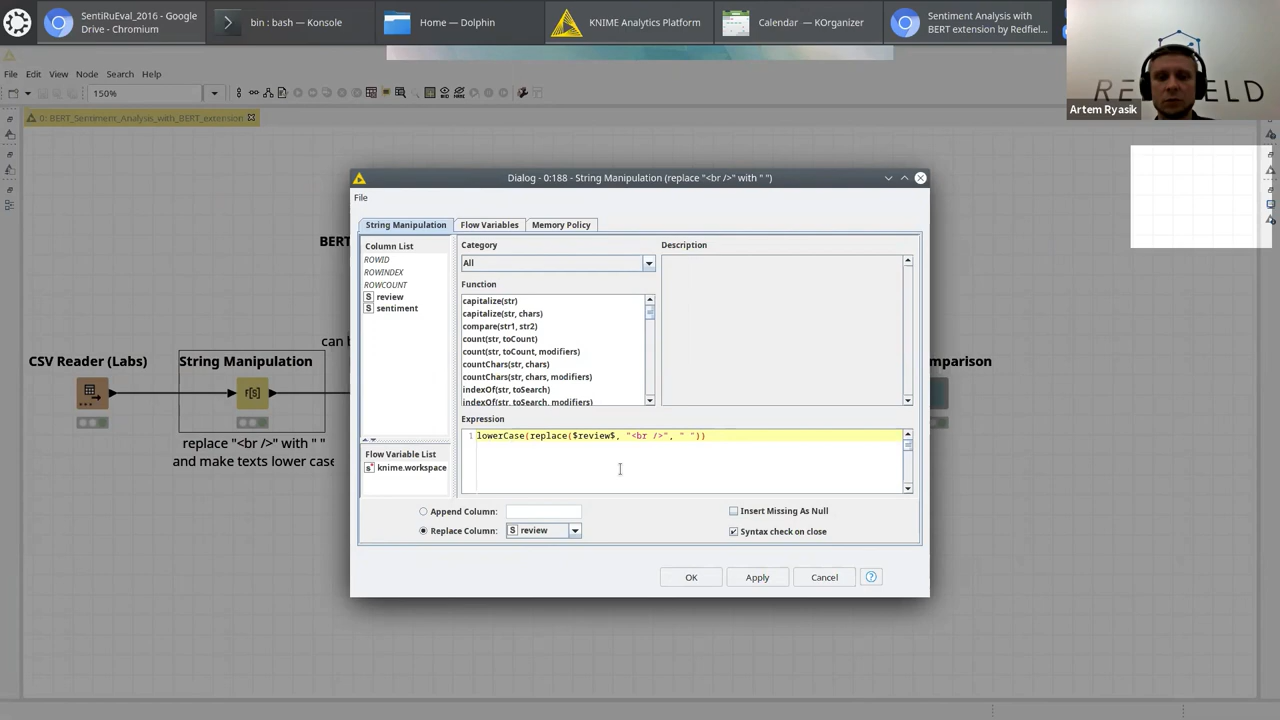 SentiRuEval_2016 - Google
Drive - Chromium
bin : bash — Konsole
Home — Dolphin
KNIME Analytics Platform
Calendar — KOrganizer
Sentiment Analysis with
BERT extension by Redfiel...
File Edit View Node Search Help
150%
0: BERT_Sentiment_Analysis_with_BERT_extension
Artem Ryasik
Dialog - 0:188 - String Manipulation (replace "<br />" with " ")
File
String Manipulation
Flow Variables
Memory Policy
Column List
ROWID
ROWINDEX
ROWCOUNT
S review
S sentiment
Category
All
Function
capitalize(str)
capitalize(str, chars)
compare(str1, str2)
count(str, toCount)
count(str, toCount, modifiers)
countChars(str, chars)
countChars(str, chars, modifiers)
indexOf(str, toSearch)
indexOf(str, toSearch, modifiers)
Description
Expression
1 lowerCase(replace($review$, "<br />", " "))
Flow Variable List
s knime.workspace
Append Column:
Replace Column:
S review
Insert Missing As Null
Syntax check on close
OK
Apply
Cancel
?
BER
can b
CSV Reader (Labs)
String Manipulation
f[S]
replace "<br />" with " "
and make texts lower case
omparison